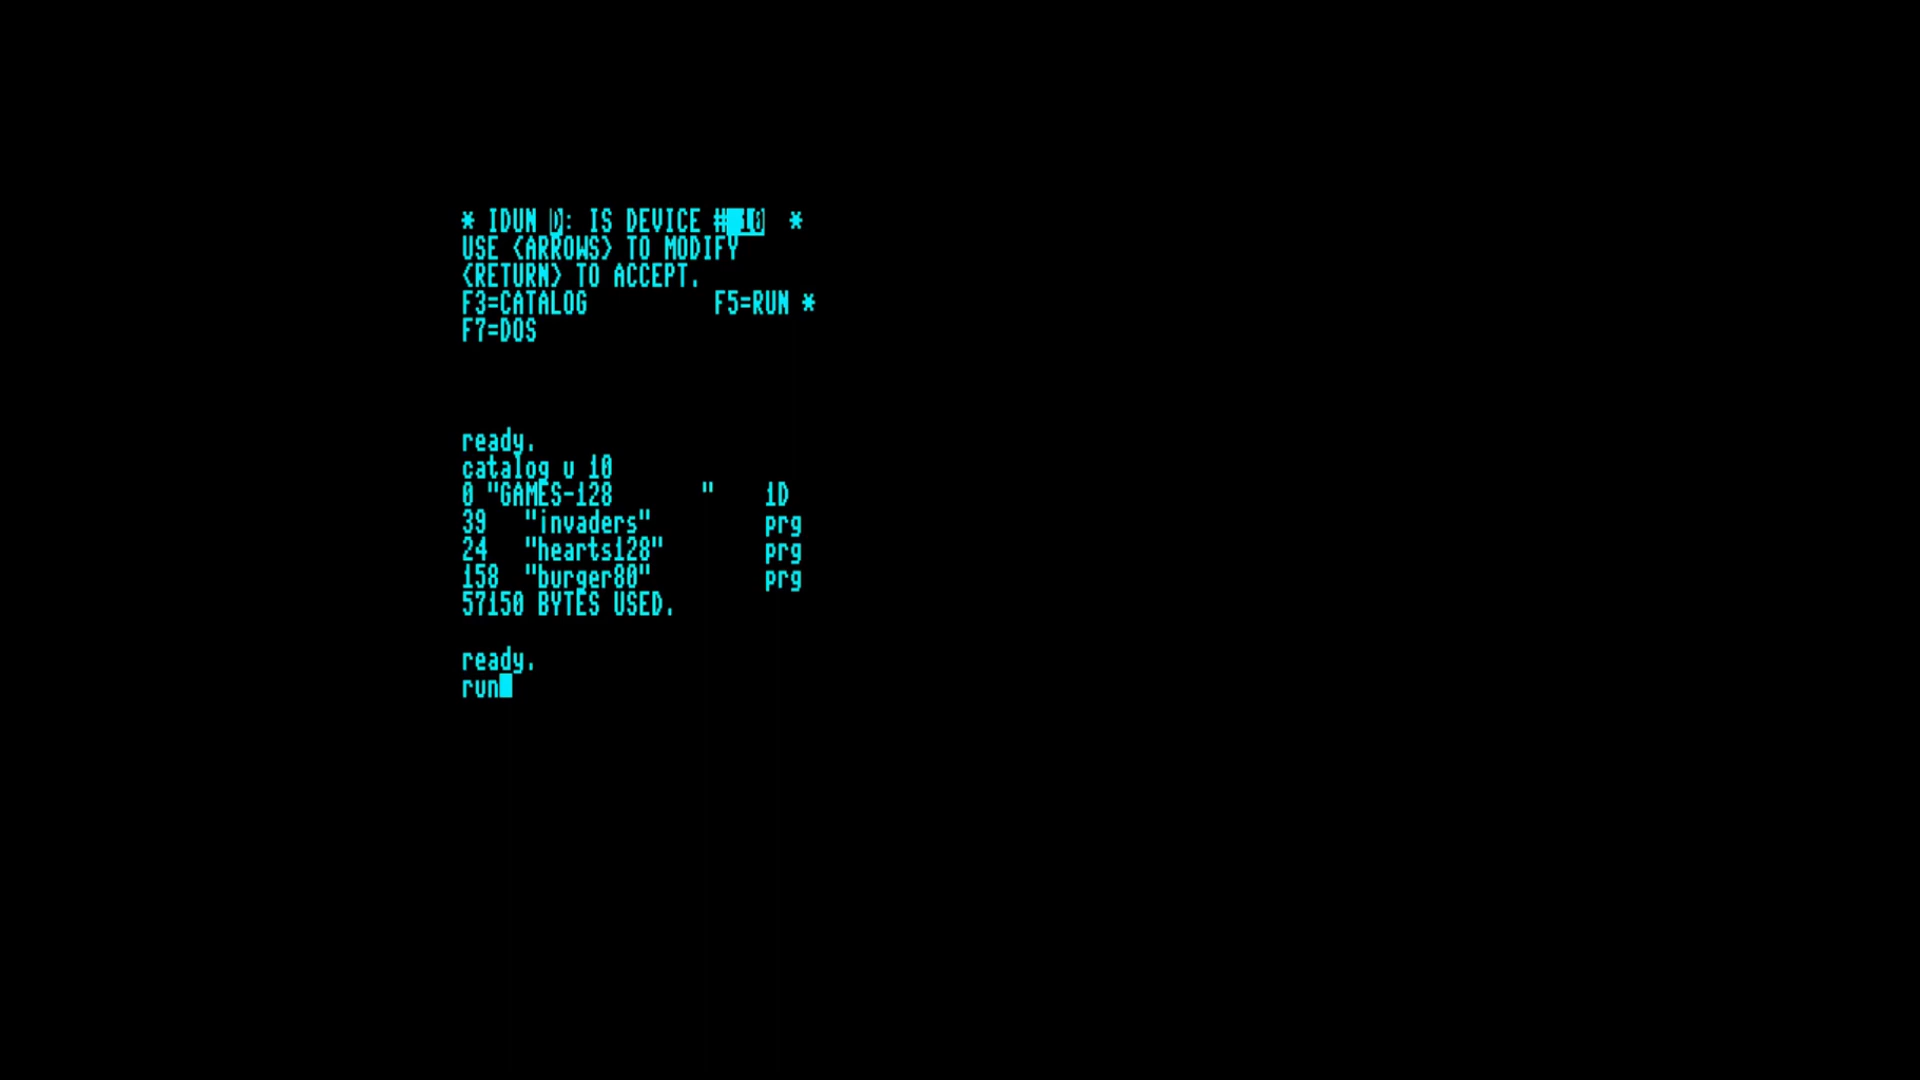 * IDUN D: IS DEVICE # 10  *
USE <ARROWS> TO MODIFY
<RETURN> TO ACCEPT.
F3=CATALOG          F5=RUN *
F7=DOS
ready.
catalog u 10
0 "GAMES-128       "    1D
39   "invaders"         prg
24   "hearts128"        prg
158  "burger80"         prg
57150 BYTES USED.
ready.
run